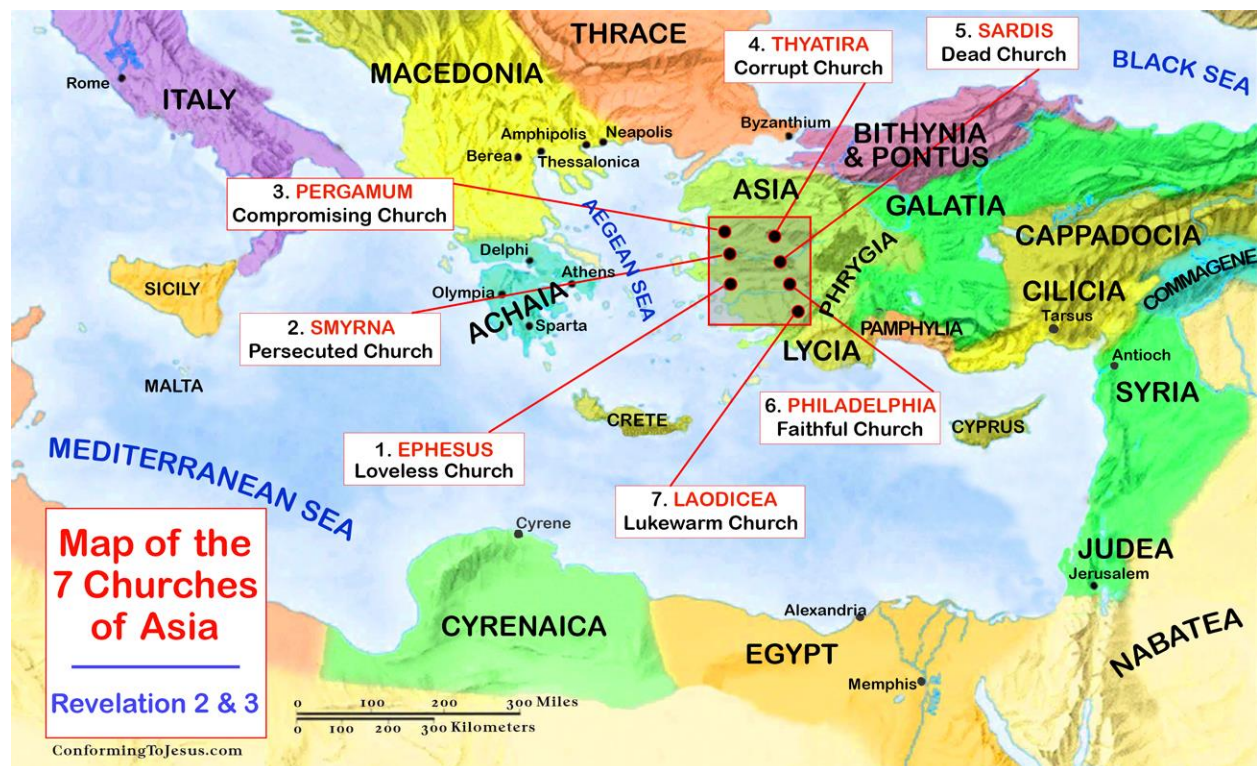 THRACE
4. THYATIRA
Corrupt Church
5. SARDIS
Dead Church
BLACK SEA
MACEDONIA
Rome
ITALY
Amphipolis
Neapolis
Byzantium
BITHYNIA
& PONTUS
Berea
Thessalonica
3. PERGAMUM
Compromising Church
ASIA
GALATIA
AEGEAN SEA
CAPPADOCIA
Delphi
PHRYGIA
COMMAGENE
SICILY
Athens
Olympia
ACHAIA
CILICIA
Tarsus
2. SMYRNA
Persecuted Church
Sparta
PAMPHYLIA
LYCIA
Antioch
MALTA
SYRIA
CRETE
6. PHILADELPHIA
Faithful Church
CYPRUS
1. EPHESUS
Loveless Church
MEDITERRANEAN SEA
7. LAODICEA
Lukewarm Church
Map of the
7 Churches
of Asia
Revelation 2 & 3
Cyrene
JUDEA
Jerusalem
Alexandria
CYRENAICA
EGYPT
NABATEA
Memphis
0 100 200 300 Miles
0 100 200 300 Kilometers
ConformingToJesus.com